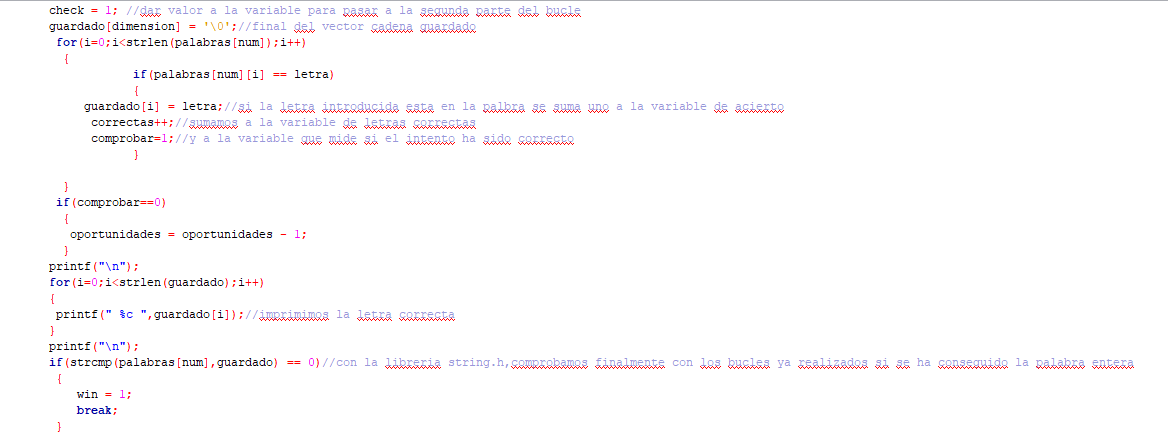 check = 1; //dar valor a la variable para pasar a la segunda parte del bucle
guardado[dimension] = '\0';//final del vector cadena guardado
for(i=0;i<strlen(palabras[num]);i++)
{
if(palabras[num][i] == letra)
{
guardado[i] = letra;//si la letra introducida esta en la palbra se suma uno a la variable de acierto
correctas++;//sumamos a la variable de letras correctas
comprobar=1;//y a la variable que mide si el intento ha sido correcto
}
}
if(comprobar==0)
{
oportunidades = oportunidades - 1;
}
printf("\n");
for(i=0;i<strlen(guardado);i++)
{
printf(" %c ",guardado[i]);//imprimimos la letra correcta
}
printf("\n");
if(strcmp(palabras[num],guardado) == 0)//con la libreria string.h,comprobamos finalmente con los bucles ya realizados si se ha conseguido la palabra entera
{
win = 1;
break;
}